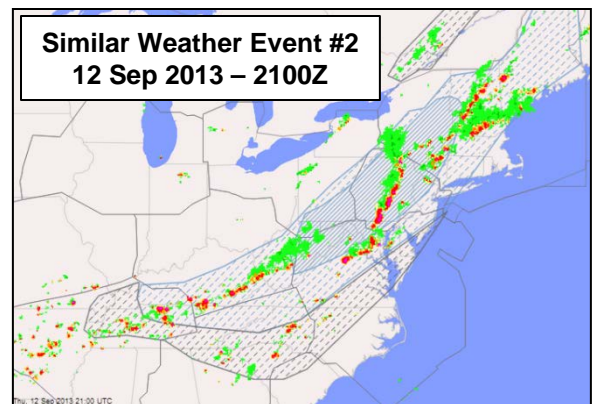 Similar Weather Event #2
12 Sep 2013 – 2100Z
Thu, 12 Sep 2013 21:00 UTC